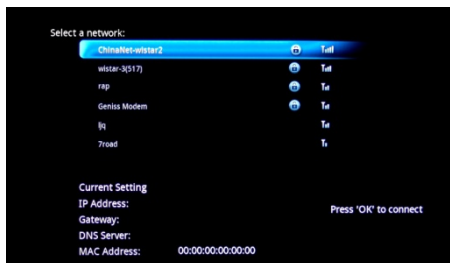 Select a network:
ChinaNet-wistar2
wistar-3(517)
rap
Geniss Modem
ljq
7road
Current Setting
IP Address:
Gateway:
Press 'OK' to connect
DNS Server:
MAC Address: 00:00:00:00:00:00